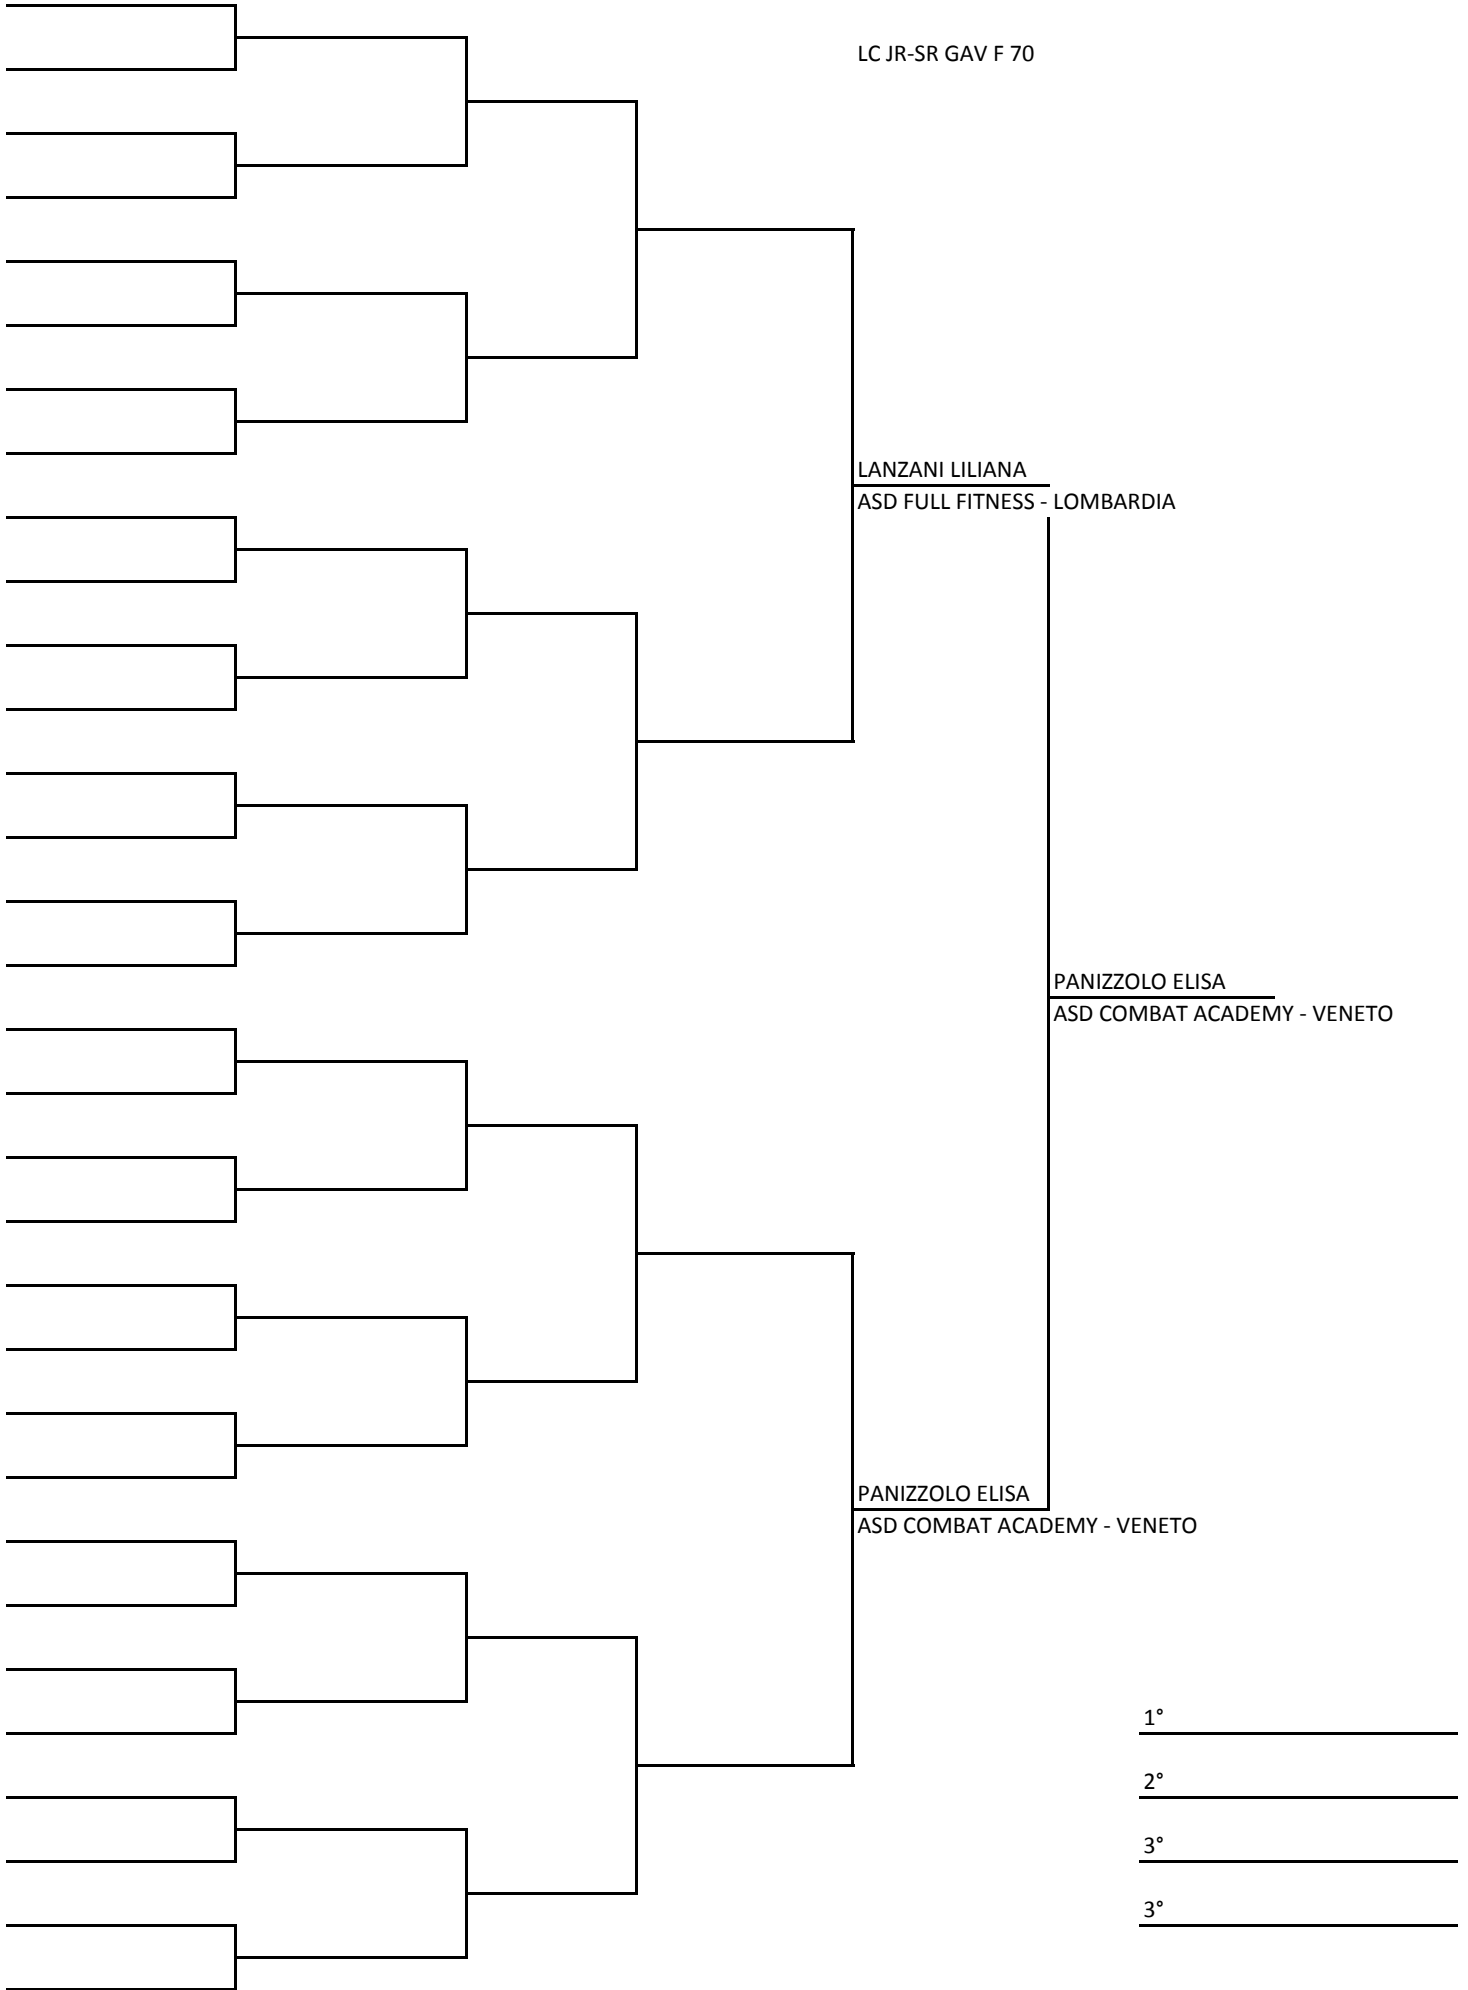 LC JR-SR GAV F 70
LANZANI LILIANA
ASD FULL FITNESS - LOMBARDIA
PANIZZOLO ELISA
ASD COMBAT ACADEMY - VENETO
PANIZZOLO ELISA
ASD COMBAT ACADEMY - VENETO
1°
2°
3°
3°